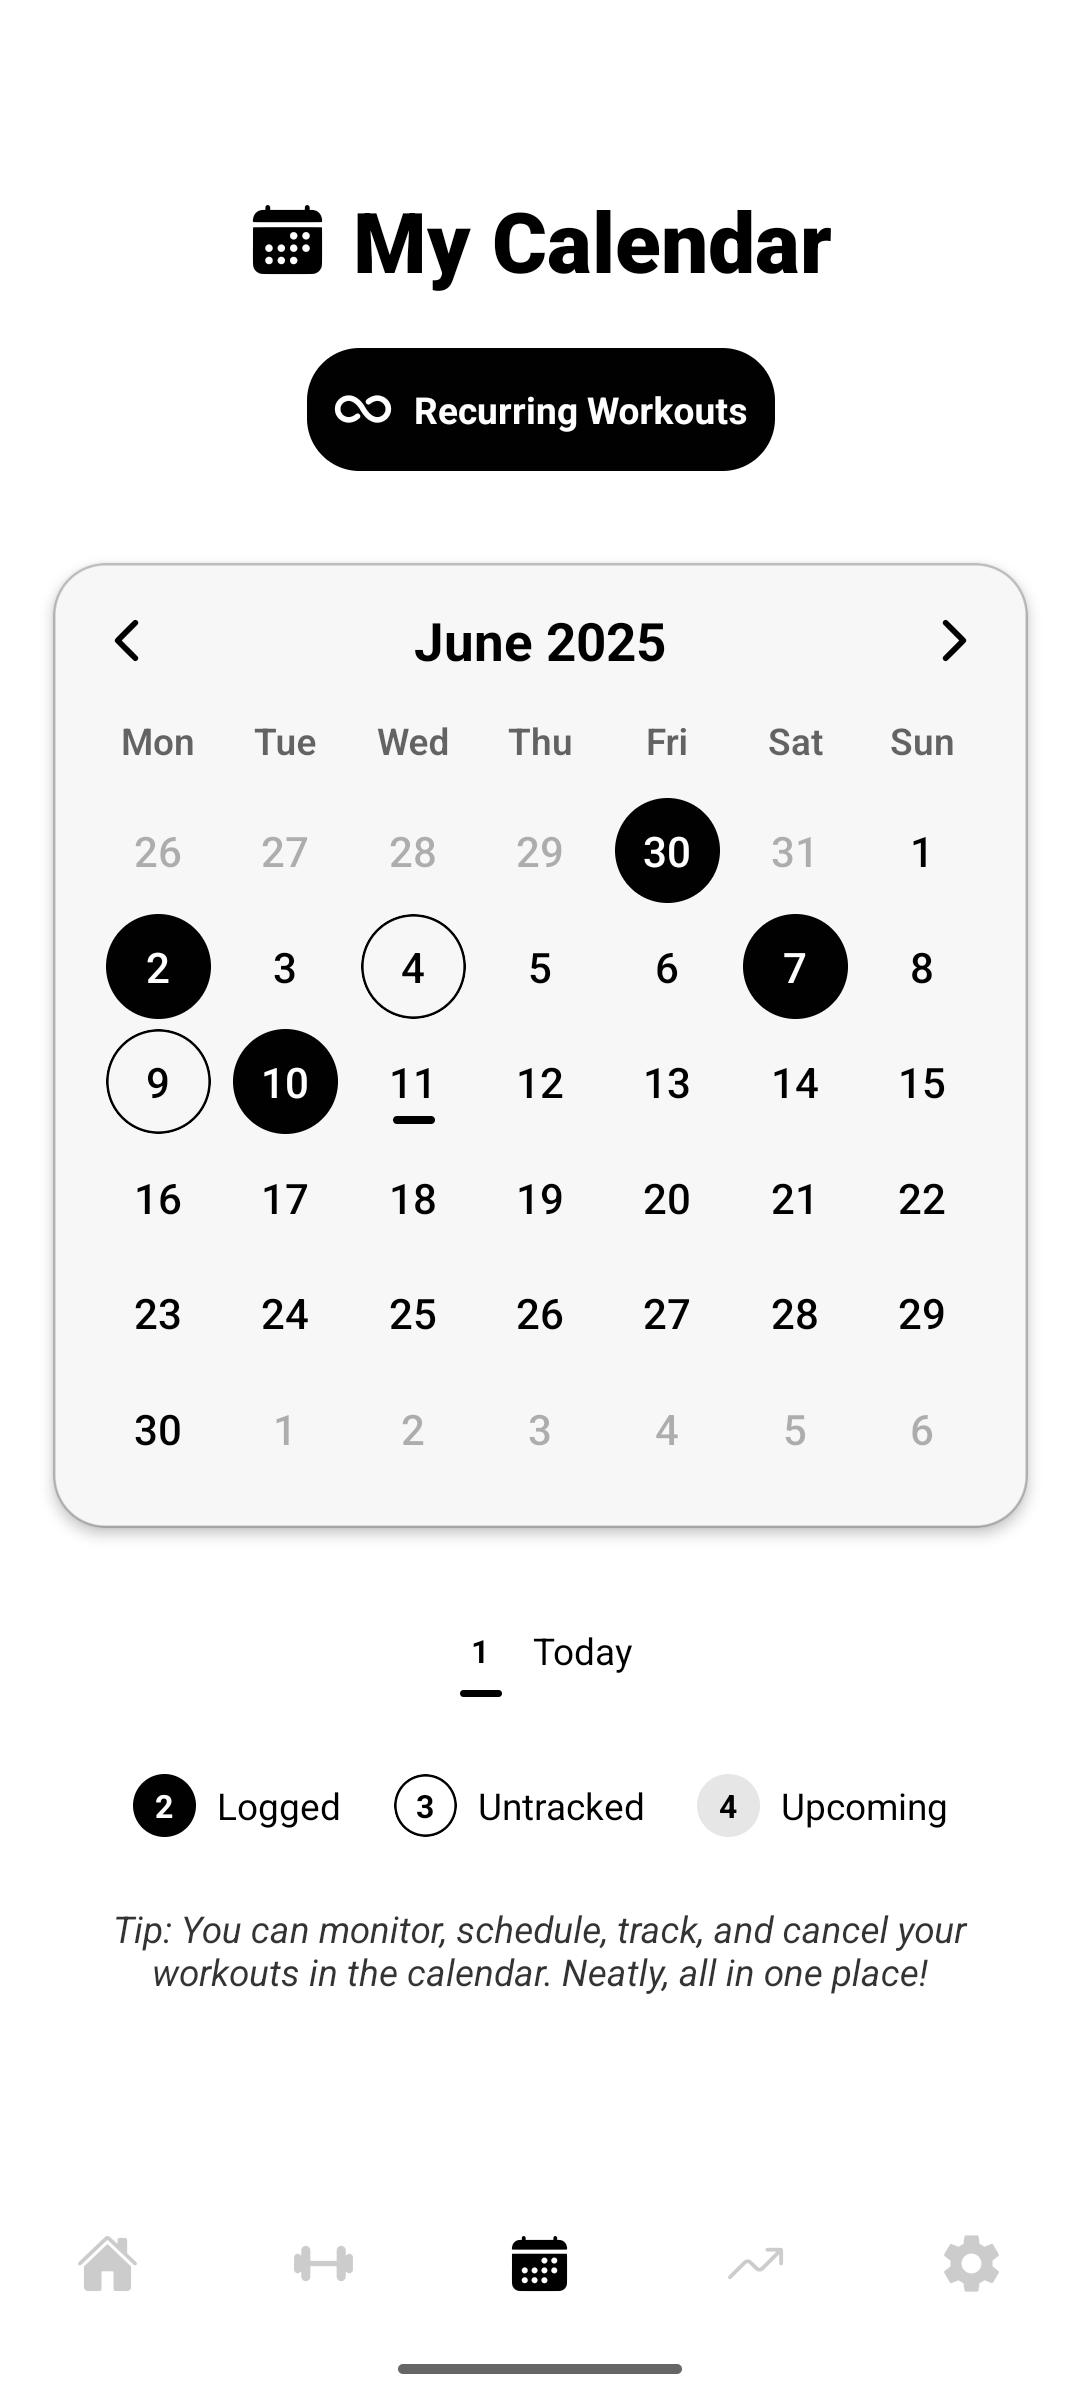 My Calendar
Recurring Workouts
June 2025
Mon Tue Wed Thu Fri Sat Sun
26 27 28 29 30 31 1
2 3 4 5 6 7 8
9 10 11 12 13 14 15
16 17 18 19 20 21 22
23 24 25 26 27 28 29
30 1 2 3 4 5 6
1 Today
2 Logged 3 Untracked 4 Upcoming
Tip: You can monitor, schedule, track, and cancel your
workouts in the calendar. Neatly, all in one place!